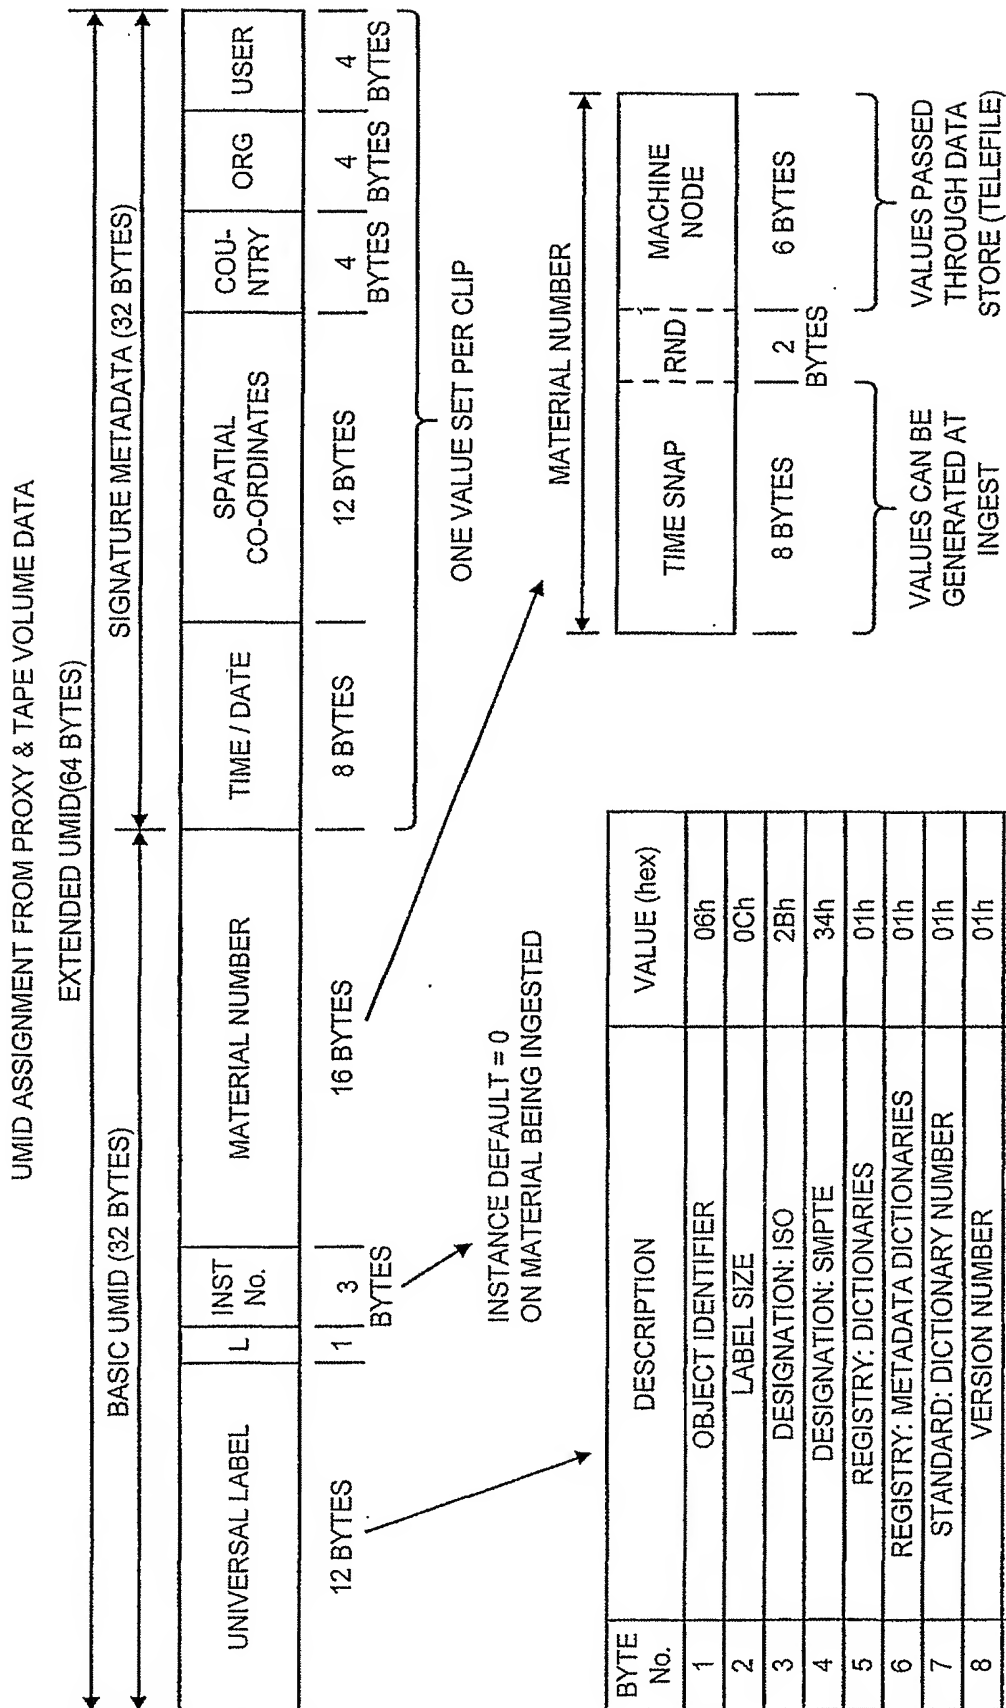 UMID ASSIGNMENT FROM PROXY & TAPE VOLUME DATA
EXTENDED UMID(64 BYTES)
BASIC UMID (32 BYTES) SIGNATURE METADATA (32 BYTES)
UNIVERSAL LABEL
L
INST
No.
MATERIAL NUMBER
TIME / DATE
SPATIAL
CO-ORDINATES
COU-
NTRY
ORG
USER
12 BYTES
1
3
BYTES
16 BYTES
8 BYTES
12 BYTES
4
BYTES
4
BYTES
4
BYTES
ONE VALUE SET PER CLIP
INSTANCE DEFAULT = 0
ON MATERIAL BEING INGESTED
MATERIAL NUMBER
TIME SNAP
RND
MACHINE
NODE
8 BYTES
2
BYTES
6 BYTES
VALUES CAN BE
GENERATED AT
INGEST
VALUES PASSED
THROUGH DATA
STORE (TELEFILE)
BYTE
No.
DESCRIPTION VALUE (hex)
1 OBJECT IDENTIFIER 06h
2 LABEL SIZE 0Ch
3 DESIGNATION: ISO 2Bh
4 DESIGNATION: SMPTE 34h
5 REGISTRY: DICTIONARIES 01h
6 REGISTRY: METADATA DICTIONARIES 01h
7 STANDARD: DICTIONARY NUMBER 01h
8 VERSION NUMBER 01h